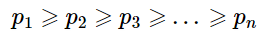 p₁ ⩾ p₂ ⩾ p₃ ⩾ … ⩾ pₙ